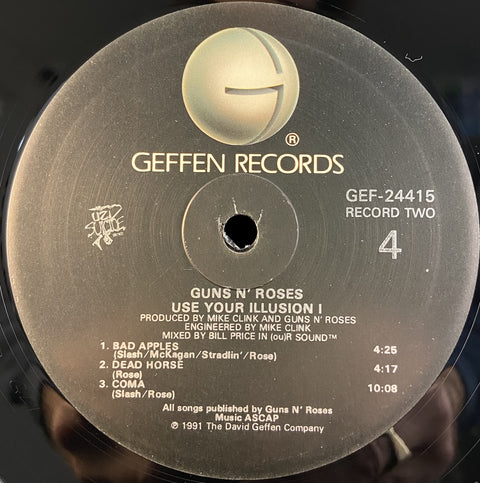 G
®
GEFFEN RECORDS
GEF-24415
RECORD TWO
UZI
SUICIDE
4
GUNS N' ROSES
USE YOUR ILLUSION I
PRODUCED BY MIKE CLINK AND GUNS N' ROSES
ENGINEERED BY MIKE CLINK
MIXED BY BILL PRICE IN (ou)R SOUND™
1. BAD APPLES 4:25
(Slash/McKagan/Stradlin'/Rose)
2. DEAD HORSE 4:17
(Rose)
3. COMA 10:08
(Slash/Rose)
All songs published by Guns N' Roses
Music ASCAP
℗ 1991 The David Geffen Company